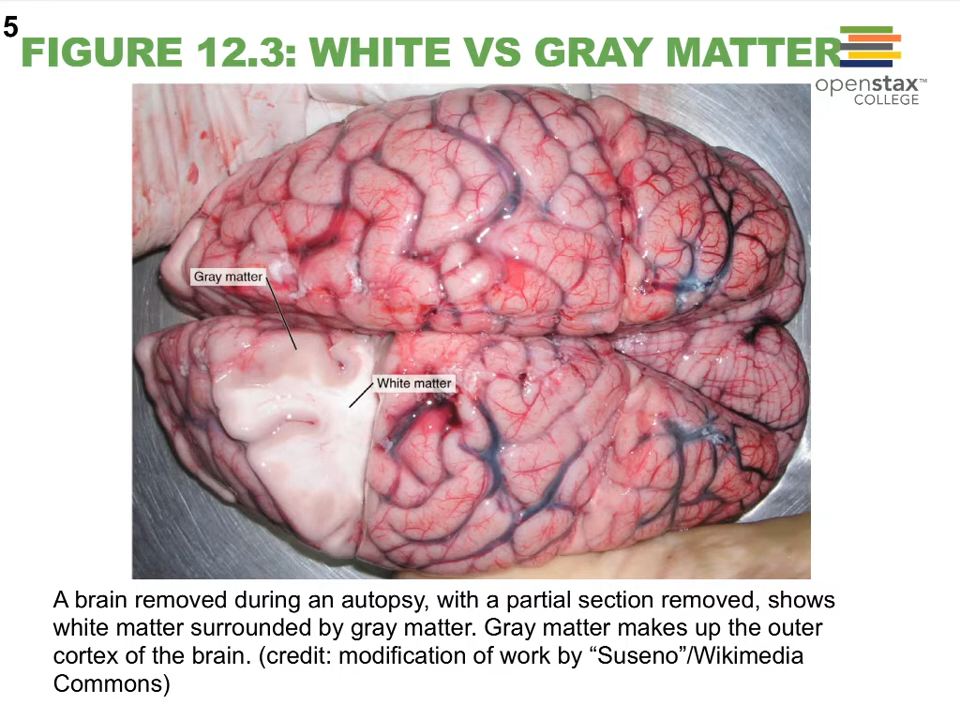 5
FIGURE 12.3: WHITE VS GRAY MATTER
openstax™
COLLEGE
Gray matter
White matter
A brain removed during an autopsy, with a partial section removed, shows
white matter surrounded by gray matter. Gray matter makes up the outer
cortex of the brain. (credit: modification of work by “Suseno”/Wikimedia
Commons)